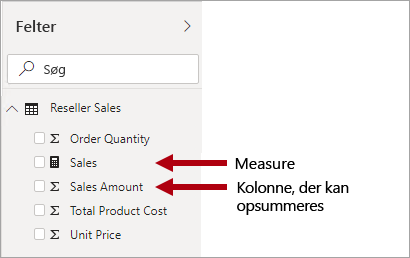 Felter
Søg
Reseller Sales
Σ Order Quantity
Sales
Measure
Σ Sales Amount
Kolonne, der kan
opsummeres
Σ Total Product Cost
Σ Unit Price